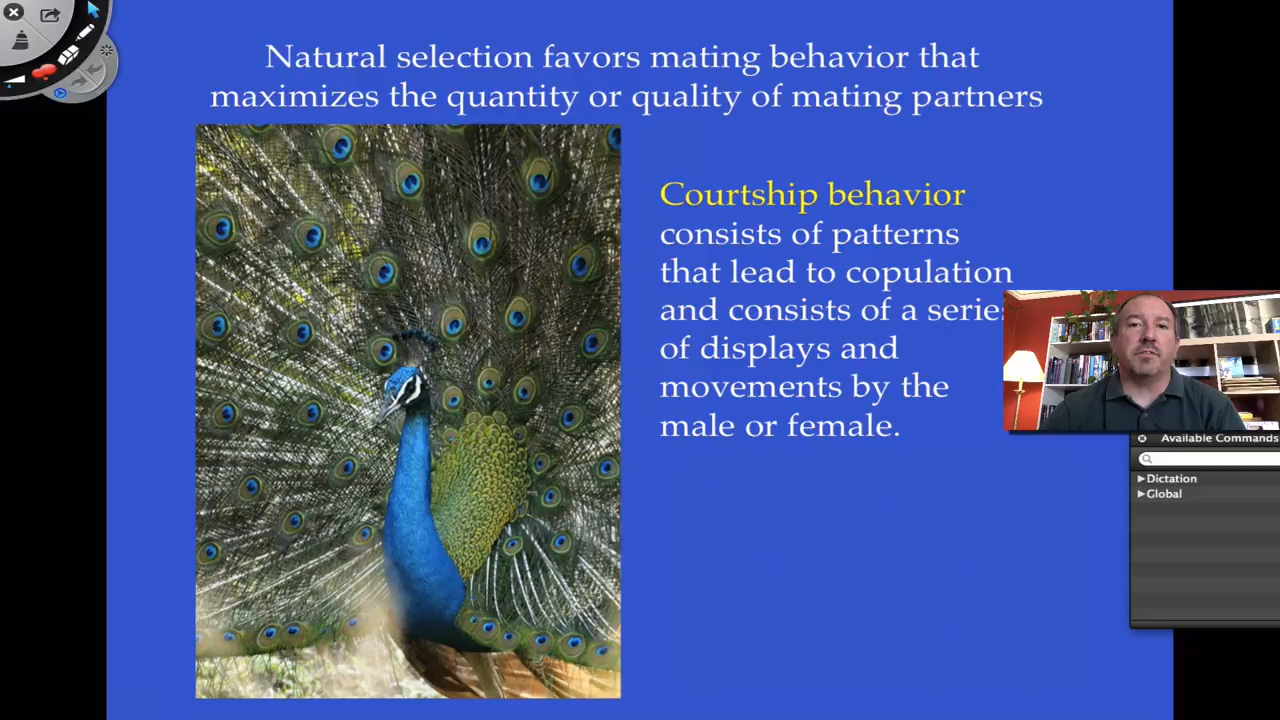 Natural selection favors mating behavior that
maximizes the quantity or quality of mating partners
Courtship behavior
consists of patterns
that lead to copulation
and consists of a serie
of displays and
movements by the
male or female.
Available Commands
Dictation
Global